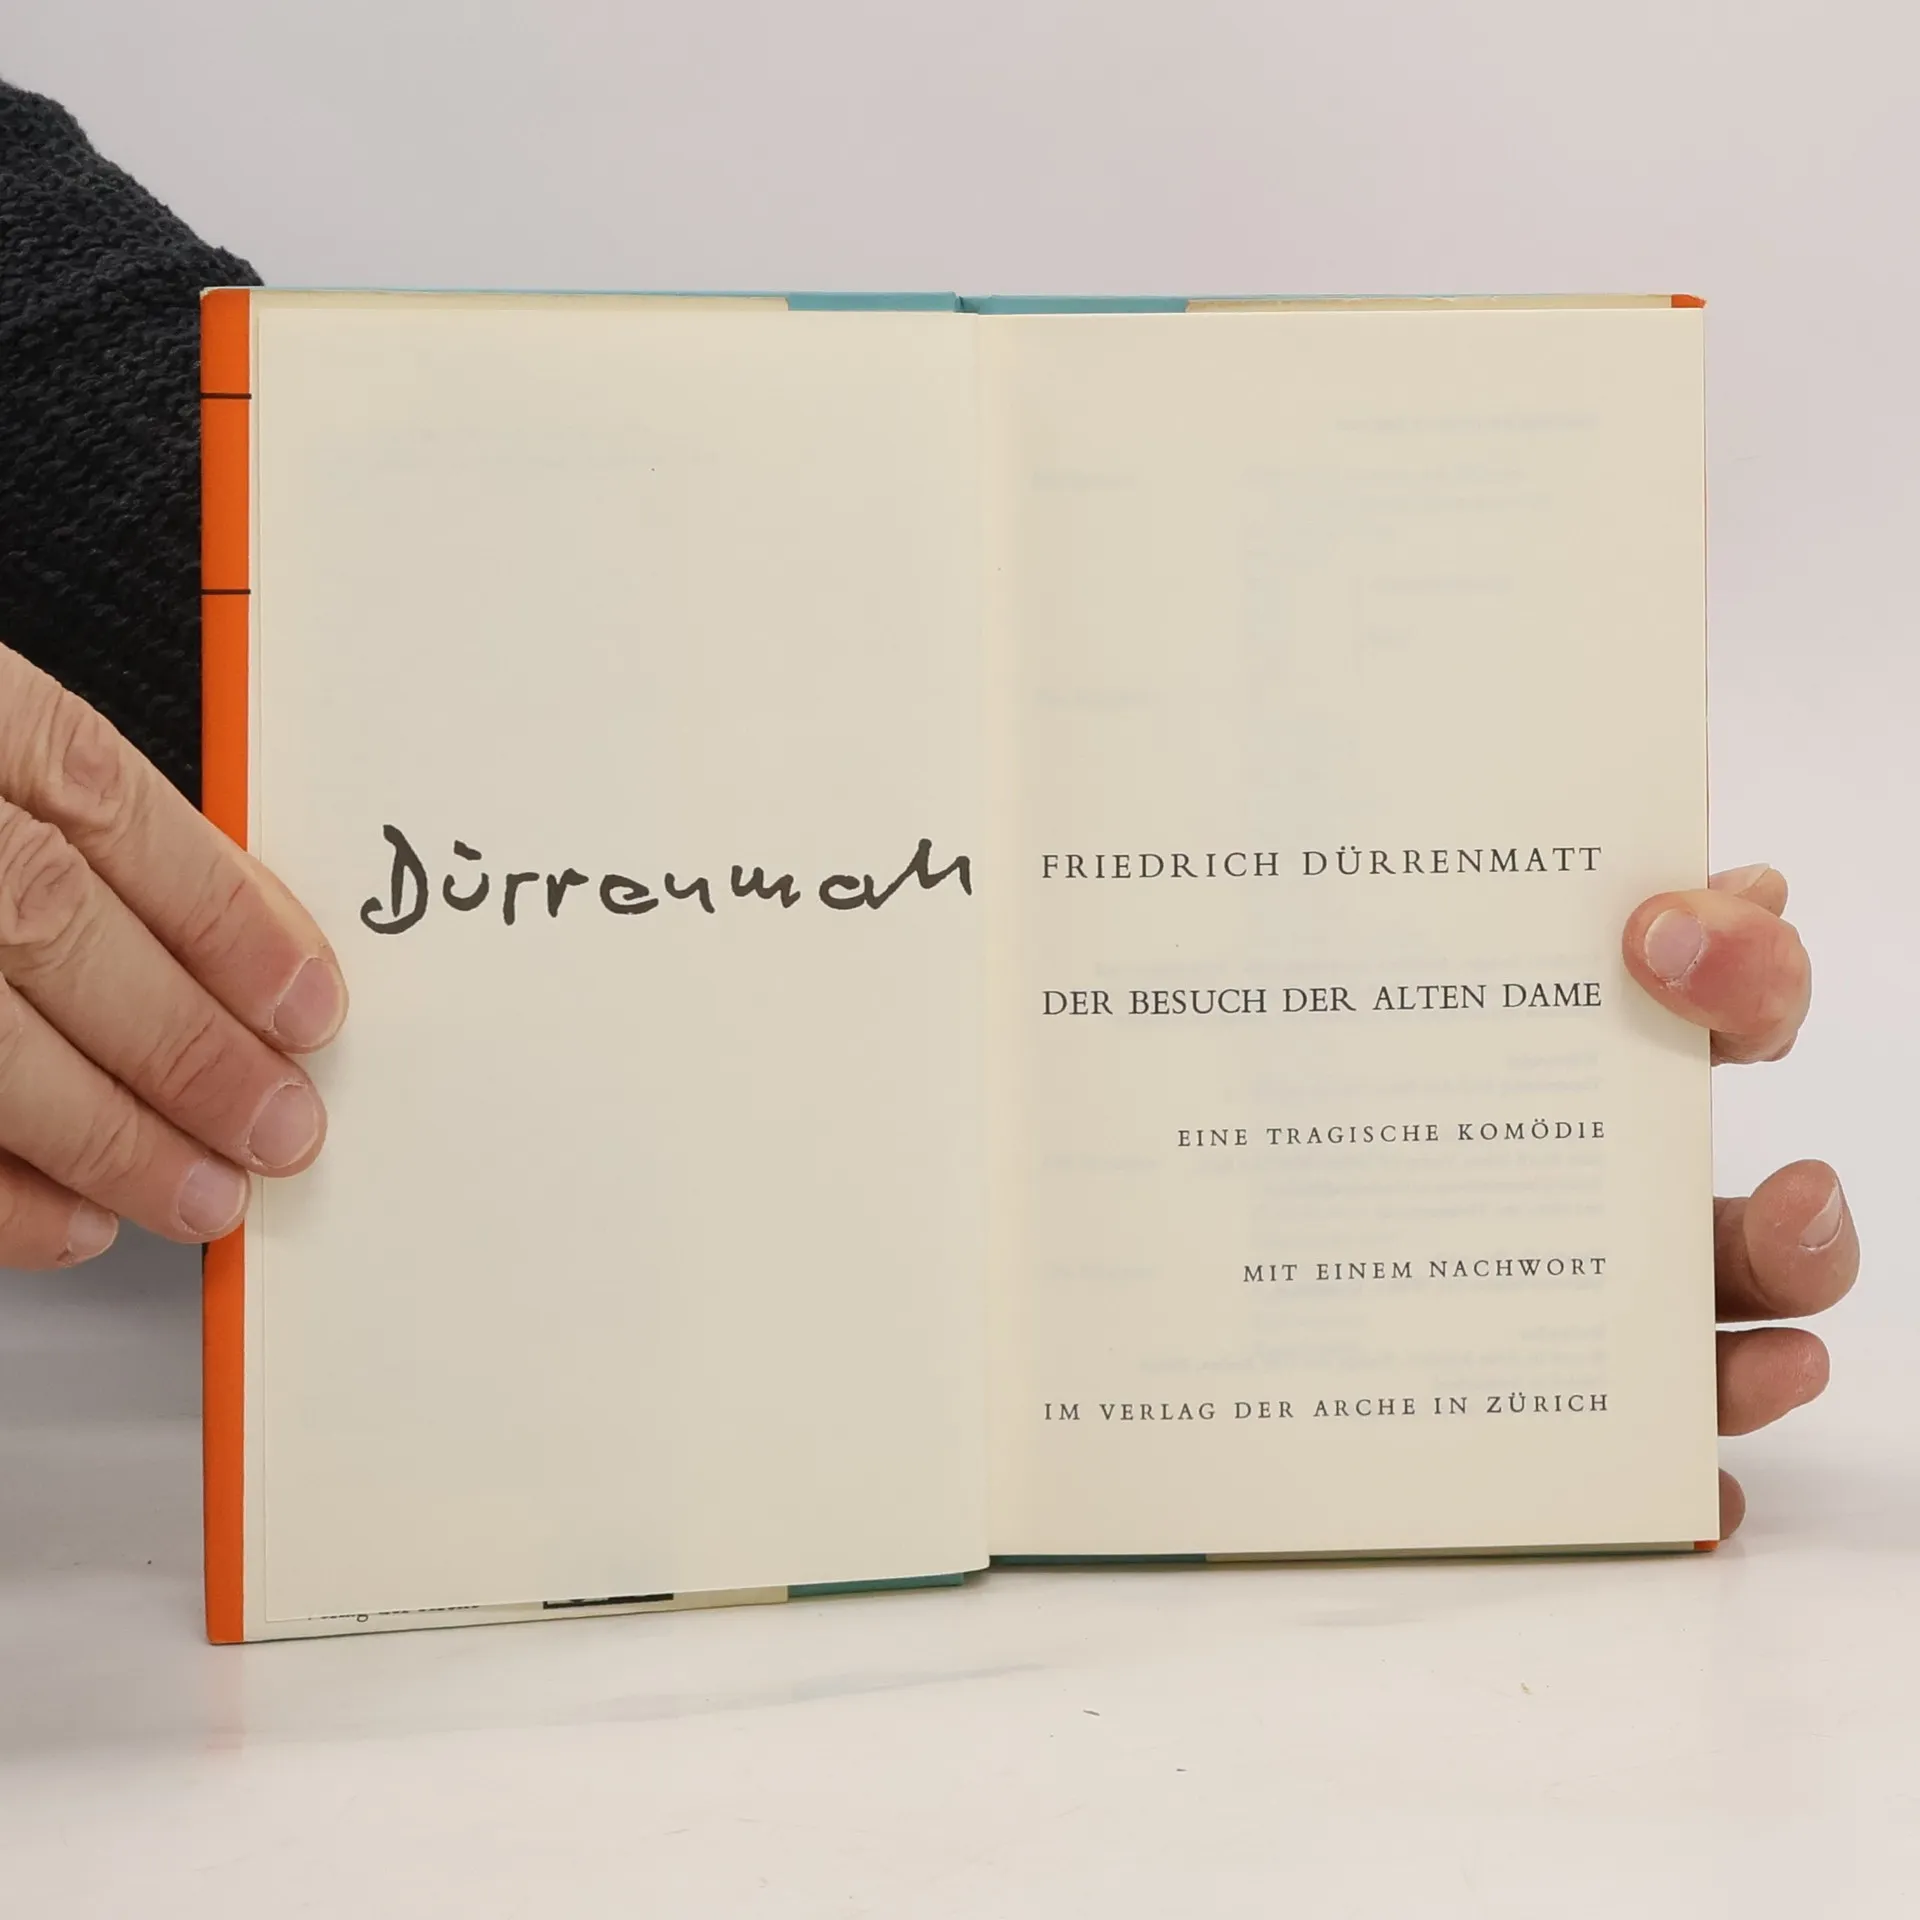 Dürrenmatt
FRIEDRICH DÜRRENMATT
DER BESUCH DER ALTEN DAME
EINE TRAGISCHE KOMÖDIE
MIT EINEM NACHWORT
IM VERLAG DER ARCHE IN ZÜRICH